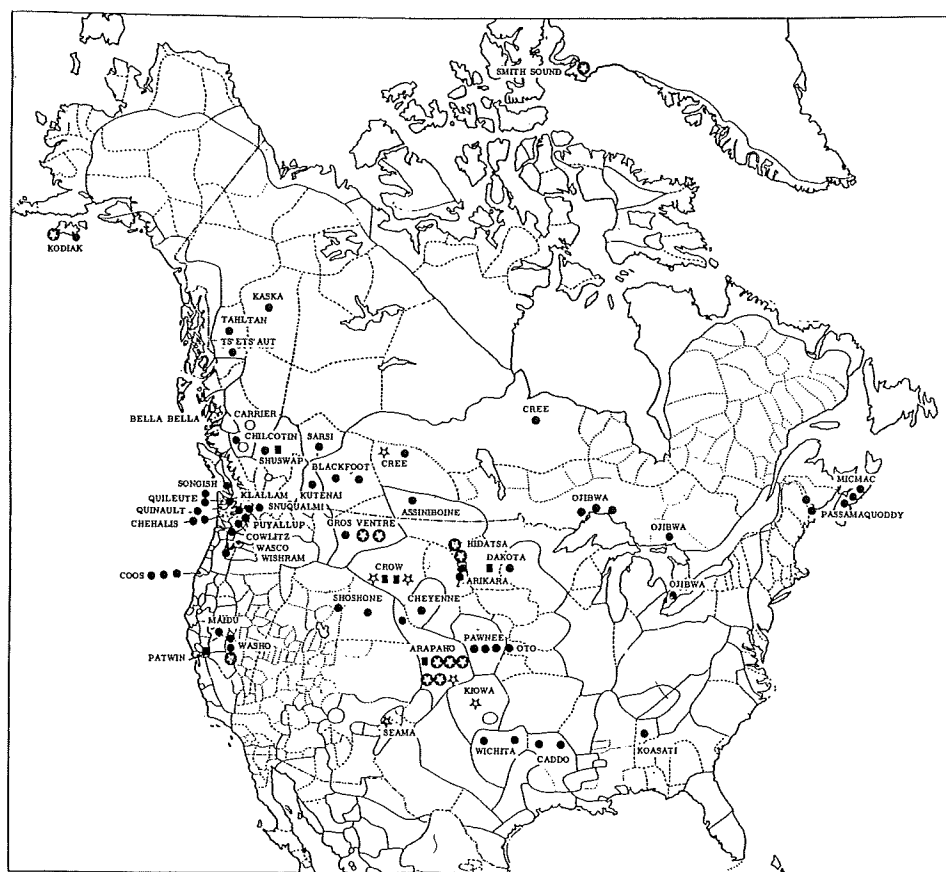 SMITH SOUND
KODIAK
KASKA
TAHLTAN
TS'ETS'AUT
BELLA BELLA
CARRIER
CREE
CHILCOTIN
SARSI
SHUSWAP
CREE
BLACKFOOT
MICMAC
SONGISH
KLALLAM
KUTENAI
QUILEUTE
SNUQUALMI
ASSINIBOINE
OJIBWA
PASSAMAQUODDY
QUINAULT
PUYALLUP
GROS VENTRE
CHEHALIS
COWLITZ
OJIBWA
HIDATSA
WASCO
WISHRAM
DAKOTA
CROW
COOS
ARIKARA
OJIBWA
SHOSHONE
CHEYENNE
MAIDU
PAWNEE
WASHO
ARAPAHO
OTO
PATWIN
KIOWA
SEAMA
WICHITA
CADDO
KOASATI